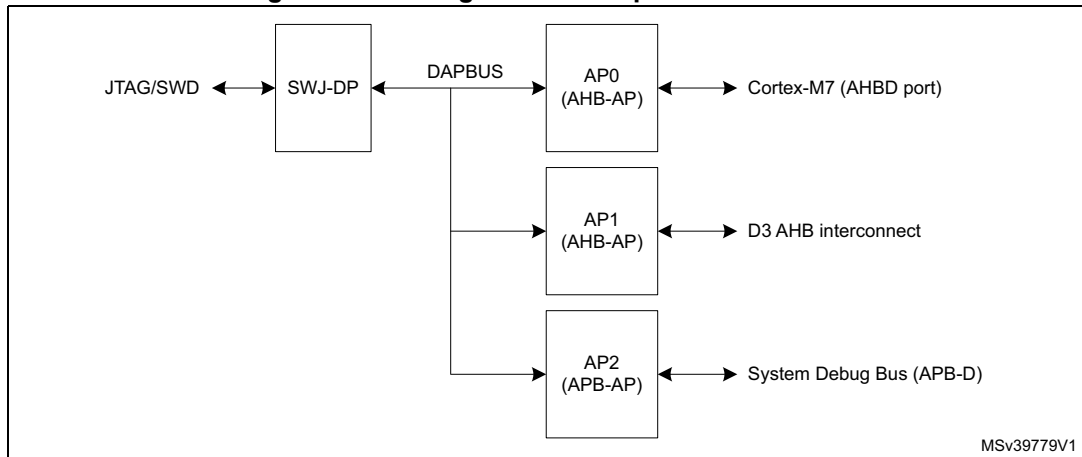 JTAG/SWD
SWJ-DP
DAPBUS
AP0
(AHB-AP)
Cortex-M7 (AHBD port)
AP1
(AHB-AP)
D3 AHB interconnect
AP2
(APB-AP)
System Debug Bus (APB-D)
MSv39779V1